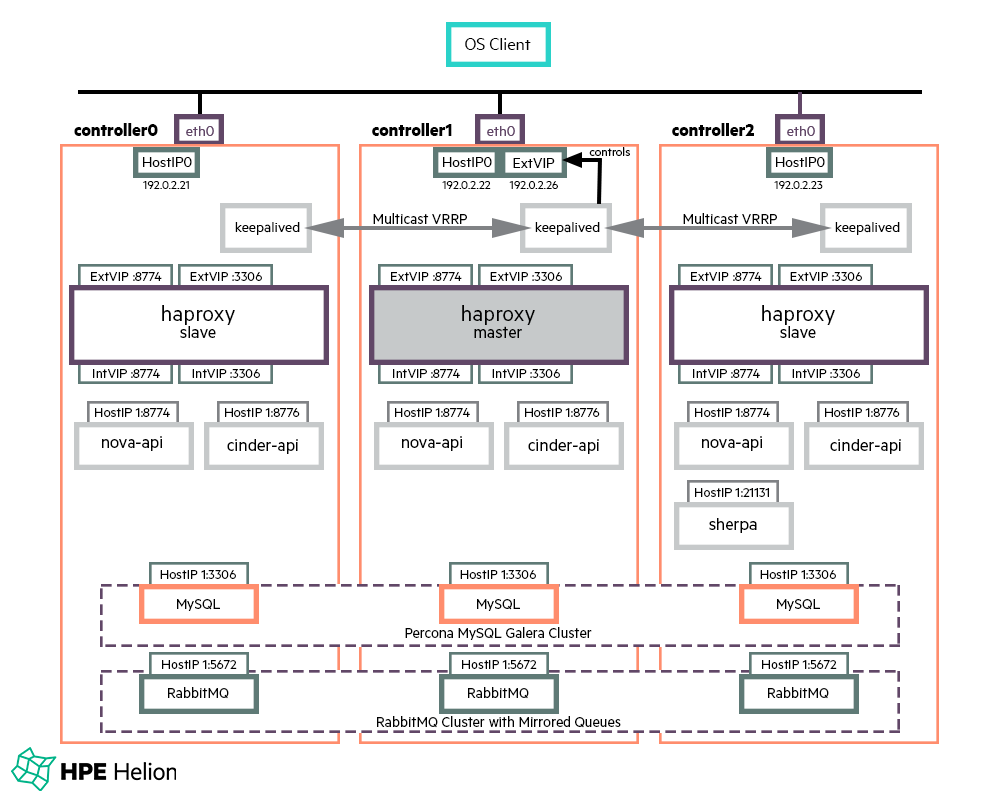 OS Client
controller0
eth0
controller1
eth0
controller2
eth0
HostIP0
192.0.2.21
HostIP0
ExtVIP
controls
192.0.2.22
192.0.2.26
HostIP0
192.0.2.23
keepalived
Multicast VRRP
keepalived
Multicast VRRP
keepalived
ExtVIP :8774
ExtVIP :3306
haproxy
slave
IntVIP :8774
IntVIP :3306
ExtVIP :8774
ExtVIP :3306
haproxy
master
IntVIP :8774
IntVIP :3306
ExtVIP :8774
ExtVIP :3306
haproxy
slave
IntVIP :8774
IntVIP :3306
HostIP 1:8774
nova-api
HostIP 1:8776
cinder-api
HostIP 1:8774
nova-api
HostIP 1:8776
cinder-api
HostIP 1:8774
nova-api
HostIP 1:8776
cinder-api
HostIP 1:21131
sherpa
HostIP 1:3306
MySQL
HostIP 1:3306
MySQL
HostIP 1:3306
MySQL
Percona MySQL Galera Cluster
HostIP 1:5672
RabbitMQ
HostIP 1:5672
RabbitMQ
HostIP 1:5672
RabbitMQ
RabbitMQ Cluster with Mirrored Queues
HPE Helion